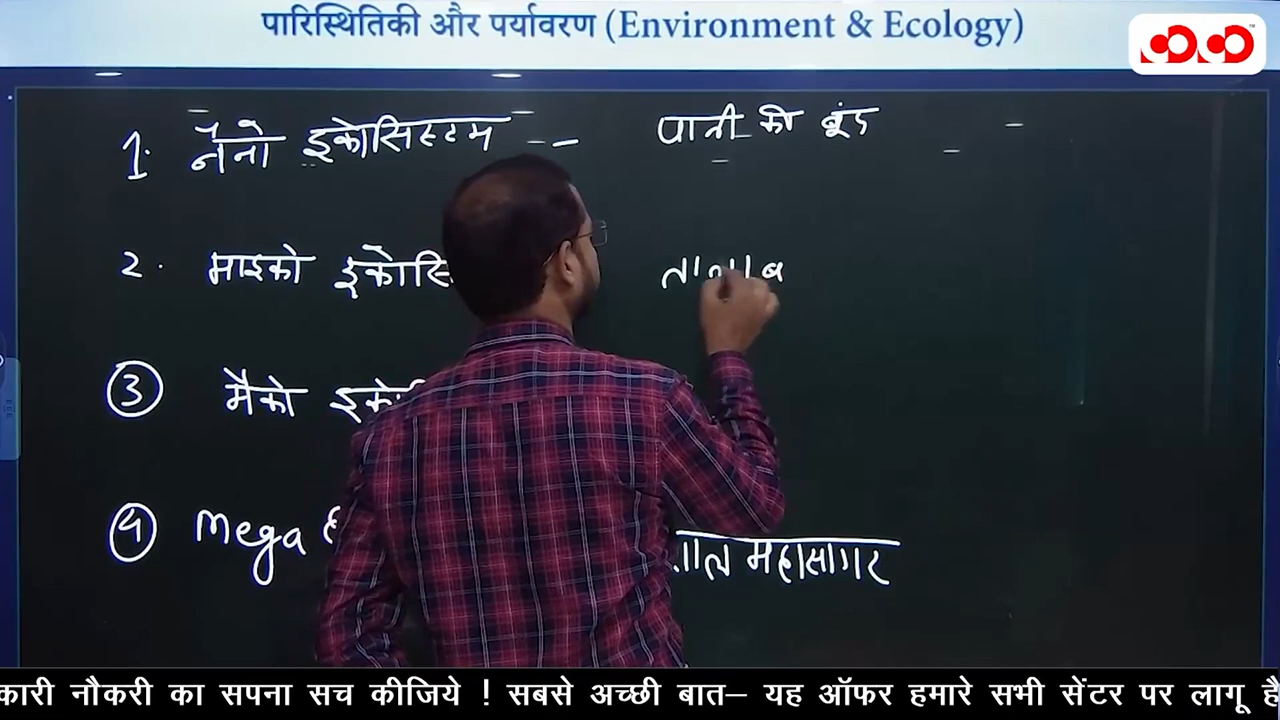 पारिस्थितिकी और पर्यावरण (Environment & Ecology)
1. नैनो इकोसिस्टम -- पानी की बूंद
2. माइको तालाब
③ मैको
④ Mega महासागर
कारी नौकरी का सपना सच कीजिये ! सबसे अच्छी बात– यह ऑफर हमारे सभी सेंटर पर लागू है